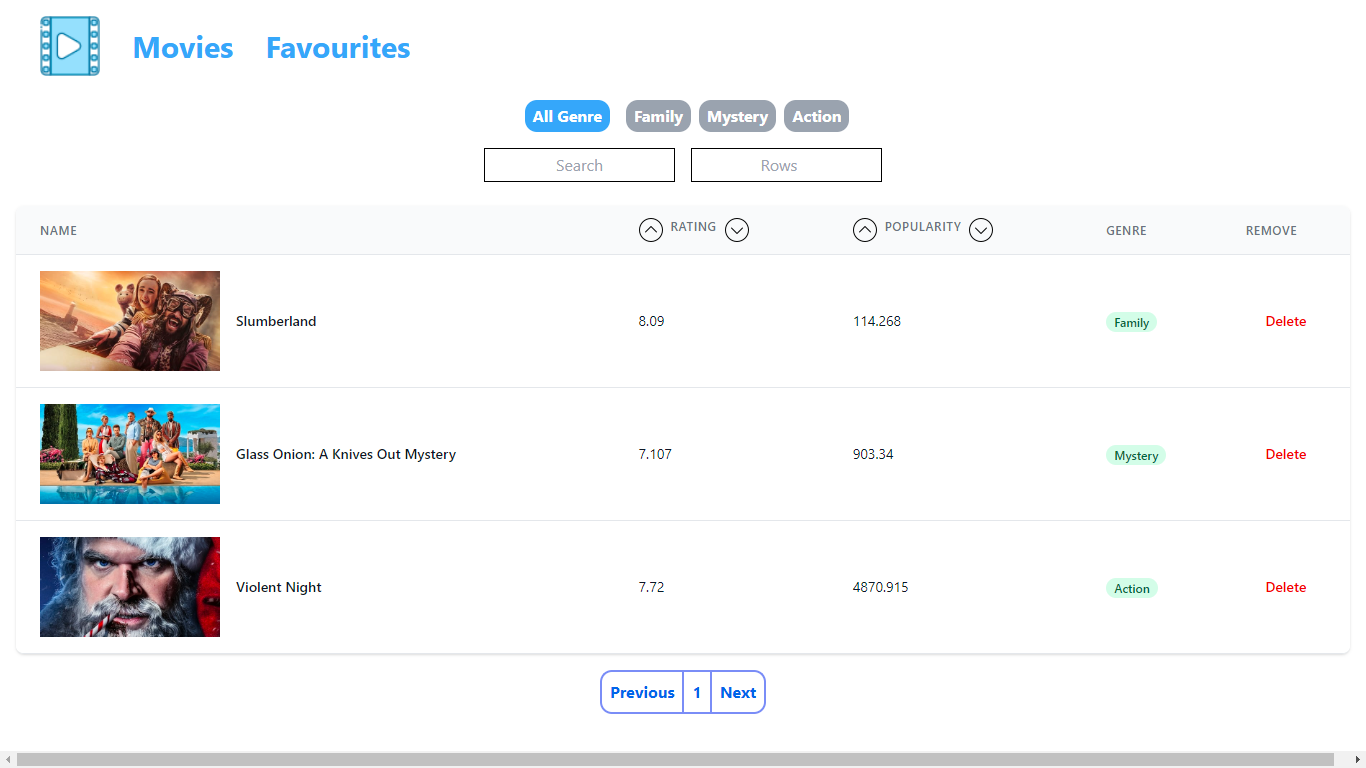 Movies Favourites
All Genre Family Mystery Action
Search Rows
NAME RATING POPULARITY GENRE REMOVE
Slumberland 8.09 114.268 Family Delete
Glass Onion: A Knives Out Mystery 7.107 903.34 Mystery Delete
Violent Night 7.72 4870.915 Action Delete
Previous 1 Next